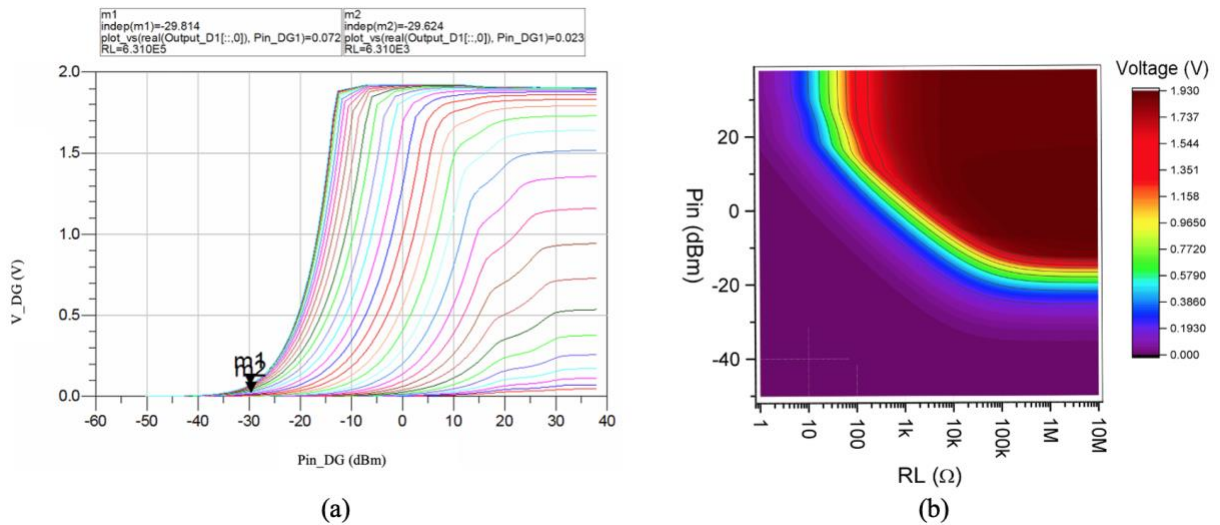 m1
indep(m1)=-29.814
plot_vs(real(Output_D1[::,0]), Pin_DG1)=0.072
RL=6.310E5
m2
indep(m2)=-29.624
plot_vs(real(Output_D1[::,0]), Pin_DG1)=0.023
RL=6.310E3
V_DG (V)
2.0
1.5
1.0
0.5
0.0
m1
m2
-60 -50 -40 -30 -20 -10 0 10 20 30 40
Pin_DG (dBm)
(a)
Pin (dBm)
20
0
-20
-40
1 10 100 1k 10k 100k 1M 10M
RL (Ω)
Voltage (V)
1.930
1.737
1.544
1.351
1.158
0.9650
0.7720
0.5790
0.3860
0.1930
0.000
(b)